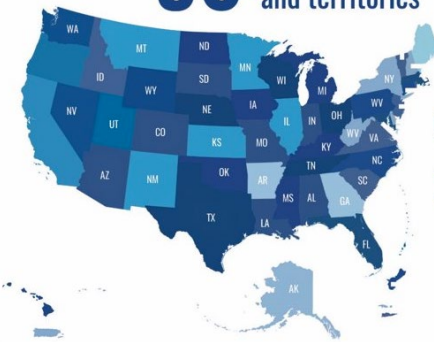 and territories
WA
MT
ND
MN
ID
SD
WI
MI
NY
WY
IA
NE
PA
NV
UT
IL
IN
OH
CO
WV
VA
KS
MO
KY
NC
AZ
NM
OK
AR
TN
SC
MS
AL
GA
TX
LA
FL
AK